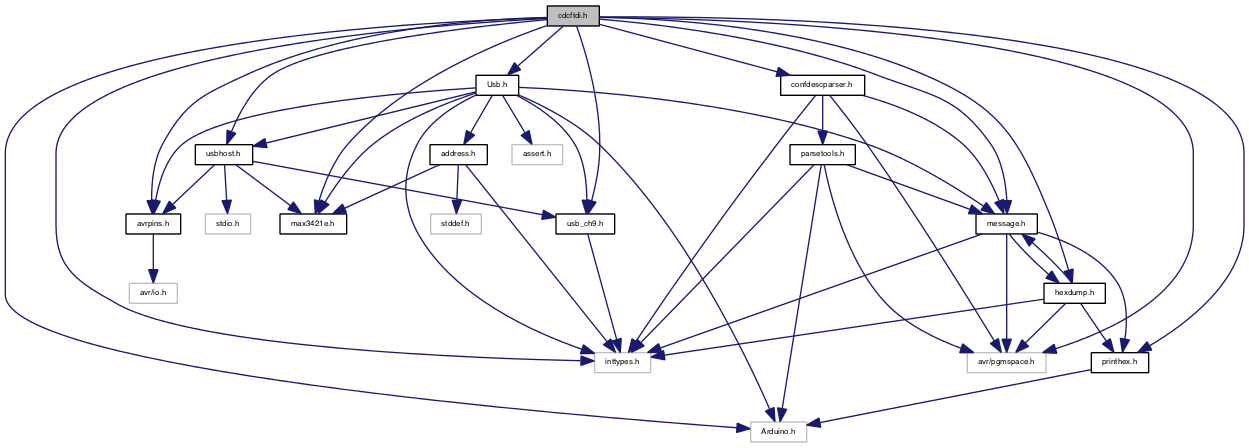 cdcftdi.h
Usb.h
confdescparser.h
usbhost.h
address.h
assert.h
parsetools.h
avrpins.h
stdio.h
max3421e.h
stddef.h
usb_ch9.h
message.h
avr/io.h
hexdump.h
inttypes.h
avr/pgmspace.h
printhex.h
Arduino.h